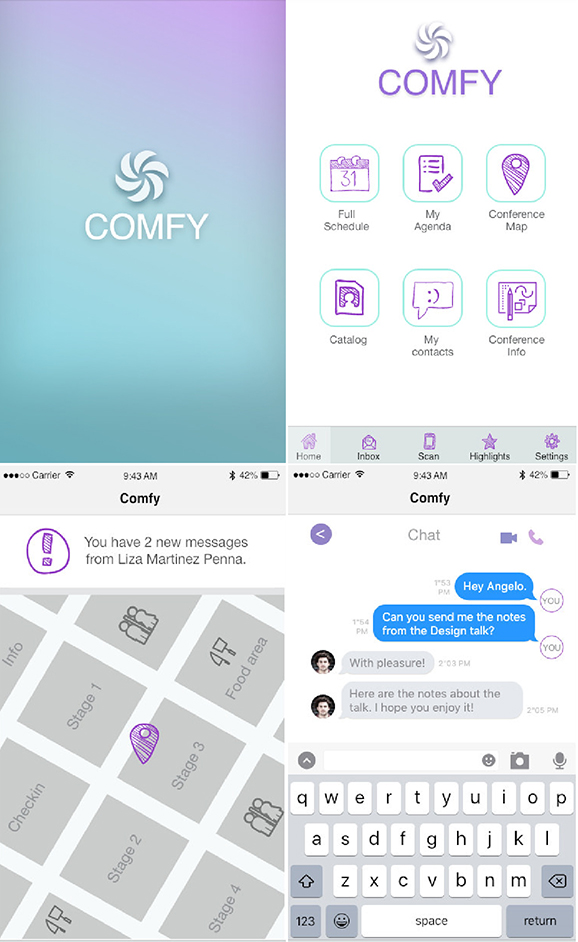 COMFY
COMFY
31
Full
Schedule
My
Agenda
Conference
Map
Catalog
My
contacts
Conference
Info
Home
Inbox
Scan
Highlights
Settings
Carrier
9:43 AM
42%
Comfy
You have 2 new messages
from Liza Martinez Penna.
Info
Stage 1
Food area
Stage 3
Checkin
Stage 2
Stage 4
Carrier
9:43 AM
42%
Comfy
<
Chat
1"53
PM
Hey Angelo.
YOU
1"54
PM
Can you send me the notes
from the Design talk?
YOU
With pleasure!
2"03 PM
Here are the notes about the
talk. I hope you enjoy it!
2"05 PM
q w e r t y u i o p
a s d f g h j k l
z x c v b n m
123
space
return